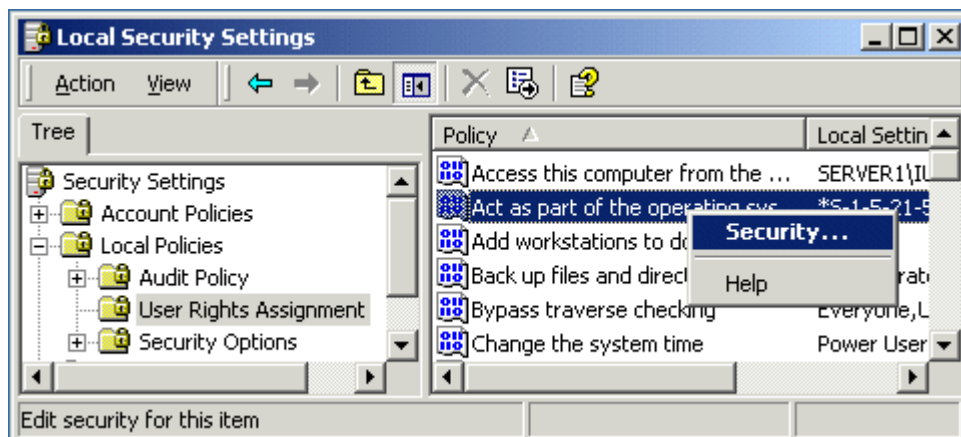 Local Security Settings
Action View
Tree
Security Settings
Account Policies
Local Policies
Audit Policy
User Rights Assignment
Security Options
Policy Local Settin
Access this computer from the ... SERVER1\IU
Act as part of the operating sys *S-1-5-21-5
Add workstations to do
Back up files and direct rato
Bypass traverse checking Everyone,L
Change the system time Power User
Security...
Help
Edit security for this item